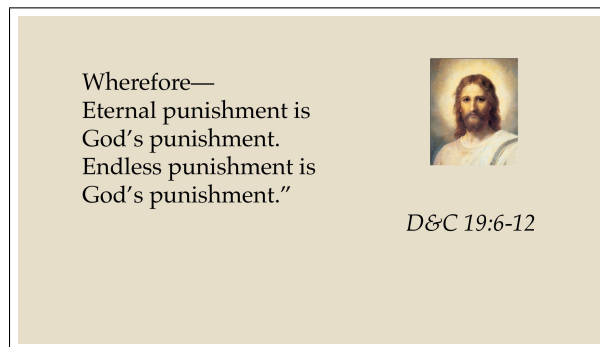 Wherefore—
Eternal punishment is
God’s punishment.
Endless punishment is
God’s punishment.”
D&C 19:6-12